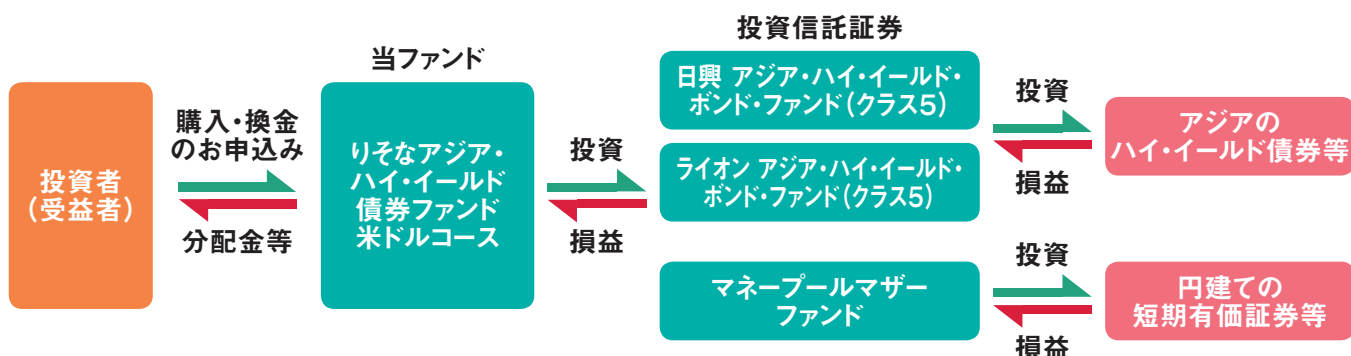 投資者
(受益者)
購入・換金
のお申込み
分配金等
当ファンド
りそなアジア・
ハイ・イールド
債券ファンド
米ドルコース
投資
損益
投資信託証券
日興 アジア・ハイ・イールド・
ボンド・ファンド(クラス5)
ライオン アジア・ハイ・イールド・
ボンド・ファンド(クラス5)
マネープールマザー
ファンド
投資
損益
アジアの
ハイ・イールド債券等
投資
損益
円建ての
短期有価証券等